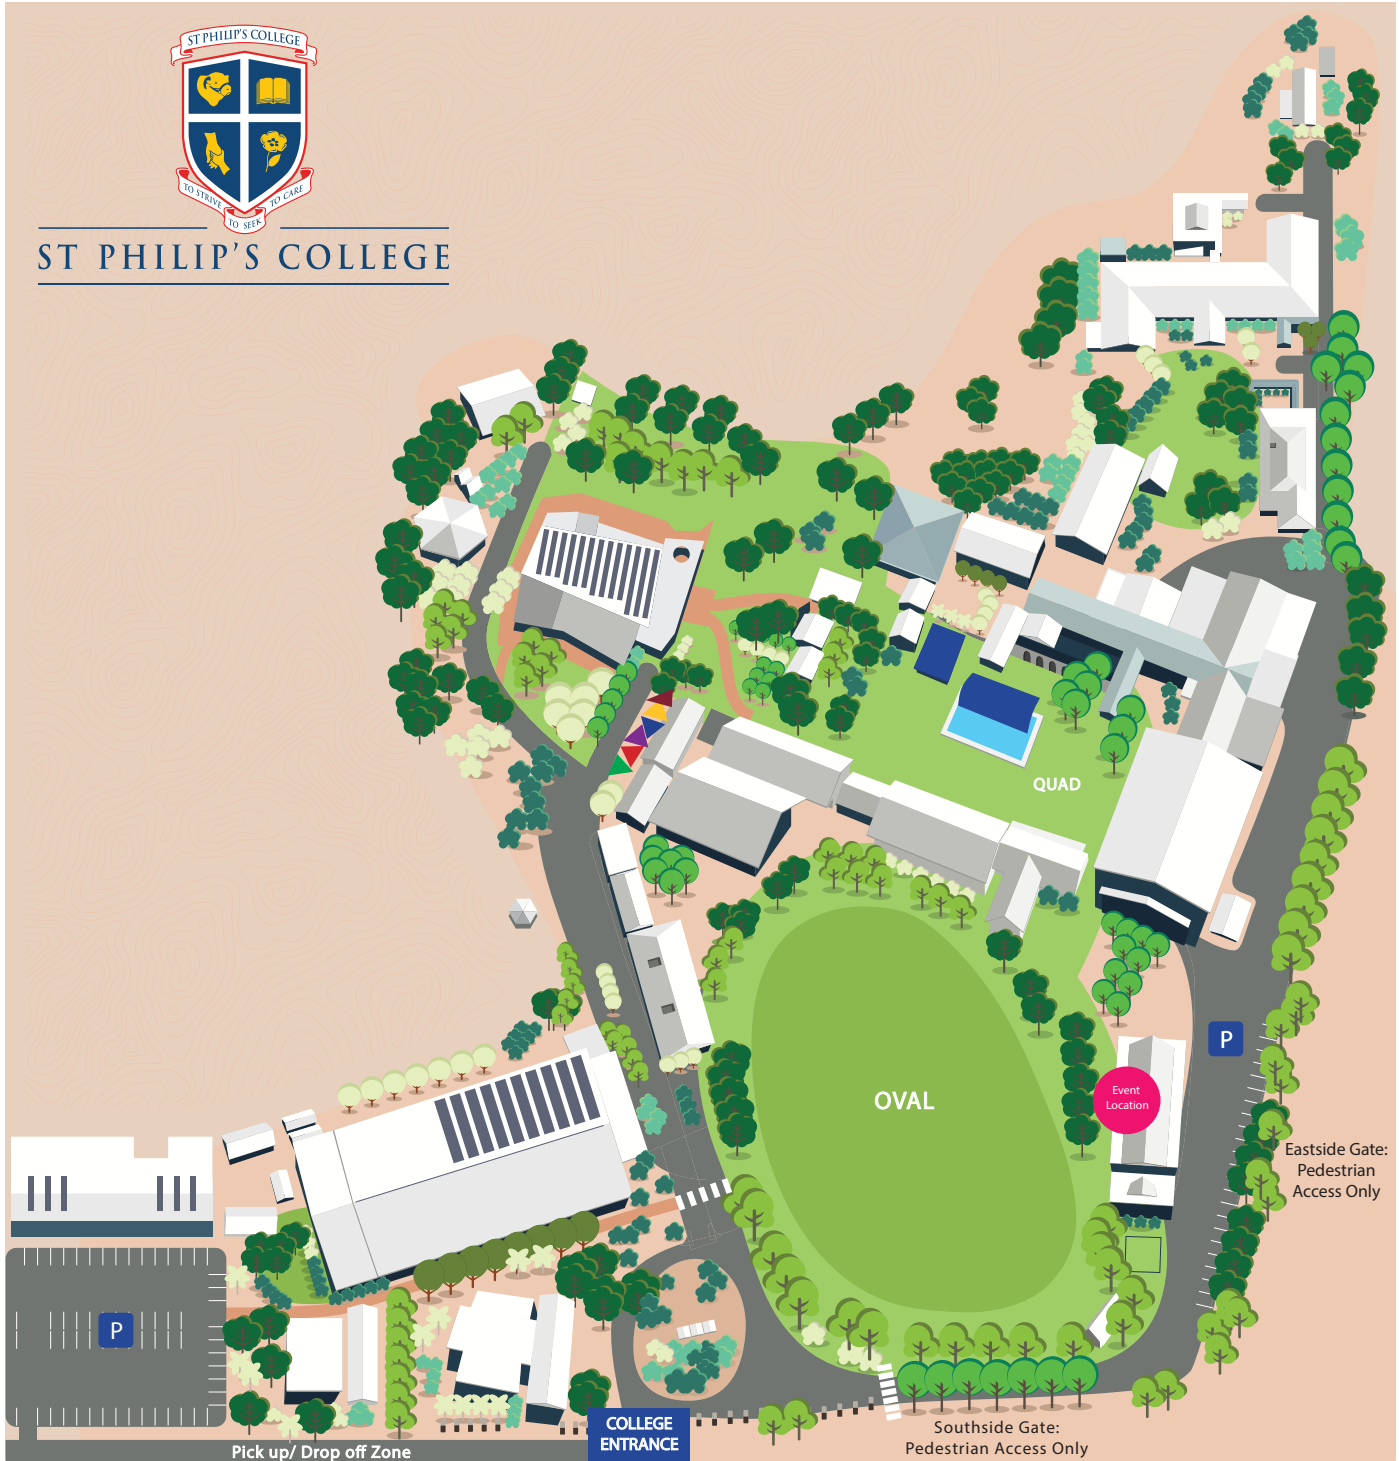 ST PHILIP'S COLLEGE
TO STRIVE
TO SEEK
TO CARE
ST PHILIP'S COLLEGE
QUAD
P
OVAL
Event
Location
Eastside Gate:
Pedestrian
Access Only
P
COLLEGE
ENTRANCE
Southside Gate:
Pedestrian Access Only
Pick up/ Drop off Zone